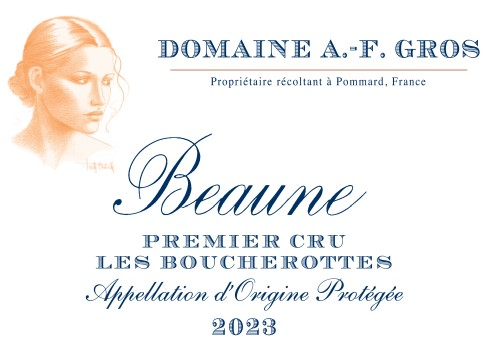 DOMAINE A.-F. GROS
Propriétaire récoltant à Pommard, France
Beaune
PREMIER CRU
LES BOUCHEROTTES
Appellation d'Origine Protégée
2023